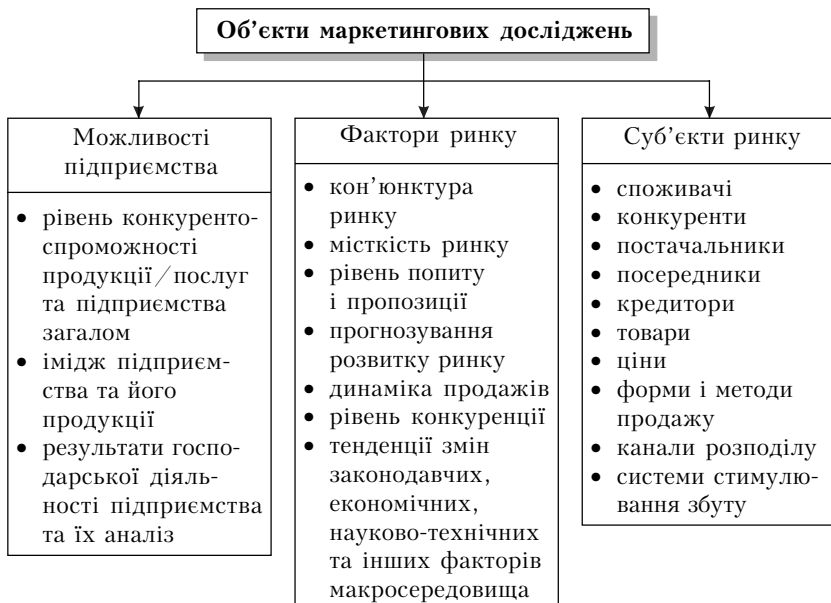 Об’єкти маркетингових досліджень
Можливості
підприємства
• рівень конкуренто-
спроможності
продукції/послуг
та підприємства
загалом
• імідж підприєм-
ства та його
продукції
• результати госпо-
дарської діяль-
ності підприємства
та їх аналіз
Фактори ринку
• кон’юнктура
ринку
• місткість ринку
• рівень попиту
і пропозиції
• прогнозування
розвитку ринку
• динаміка продажів
• рівень конкуренції
• тенденції змін
законодавчих,
економічних,
науково-технічних
та інших факторів
макросередовища
Суб’єкти ринку
• споживачі
• конкуренти
• постачальники
• посередники
• кредитори
• товари
• ціни
• форми і методи
продажу
• канали розподілу
• системи стимулю-
вання збуту